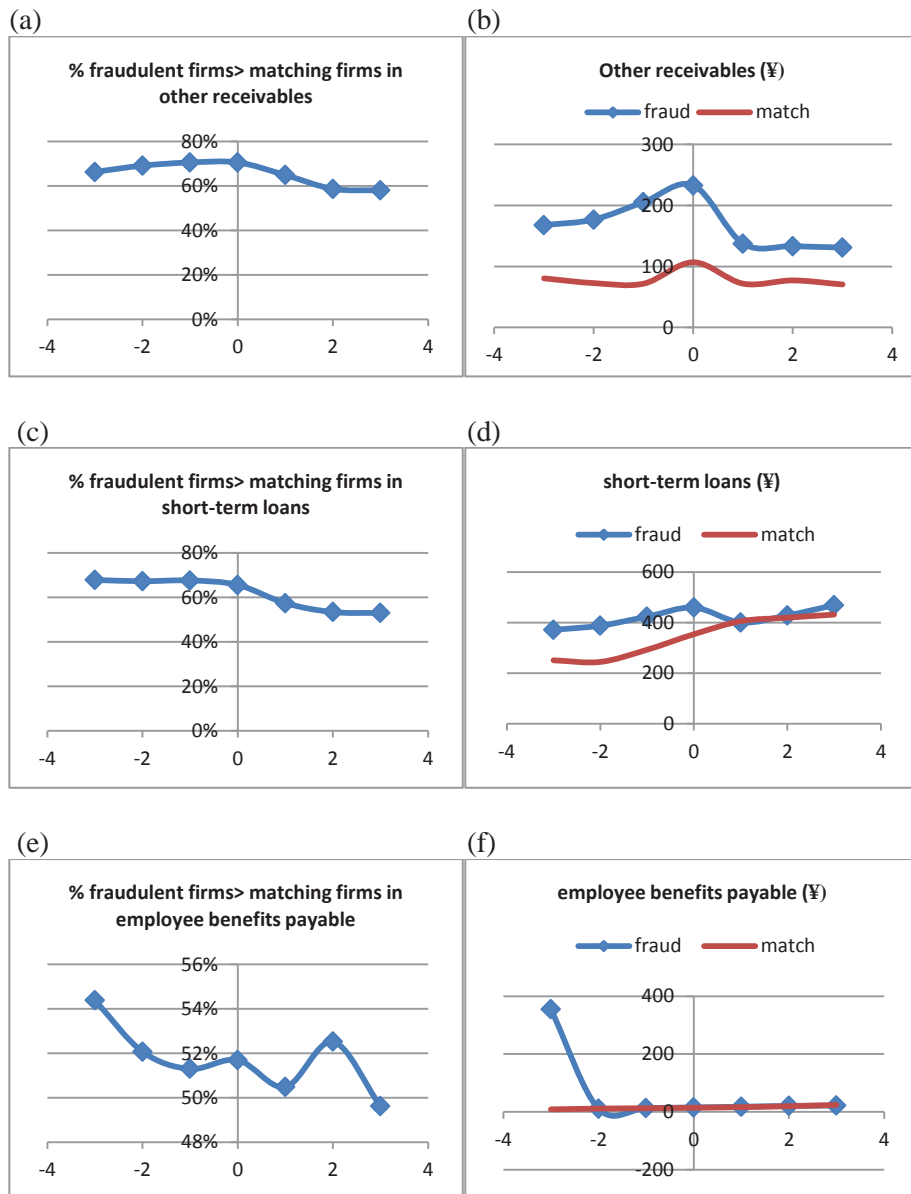 (a)
% fraudulent firms> matching firms in
other receivables
80%
60%
40%
20%
0%
-4 -2 0 2 4
(b)
Other receivables (¥)
fraud match
300
200
100
0
-4 -2 0 2 4
(c)
% fraudulent firms> matching firms in
short-term loans
80%
60%
40%
20%
0%
-4 -2 0 2 4
(d)
short-term loans (¥)
fraud match
600
400
200
0
-4 -2 0 2 4
(e)
% fraudulent firms> matching firms in
employee benefits payable
56%
54%
52%
50%
48%
-4 -2 0 2 4
(f)
employee benefits payable (¥)
fraud match
400
200
0
-4 -2 0 2 4
-200